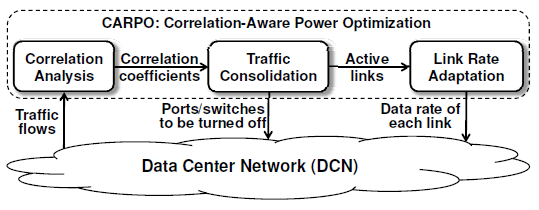 CARPO: Correlation-Aware Power Optimization
Correlation
Analysis
Correlation
coefficients
Traffic
Consolidation
Active
links
Link Rate
Adaptation
Traffic
flows
Ports/switches
to be turned off
Data rate of
each link
Data Center Network (DCN)